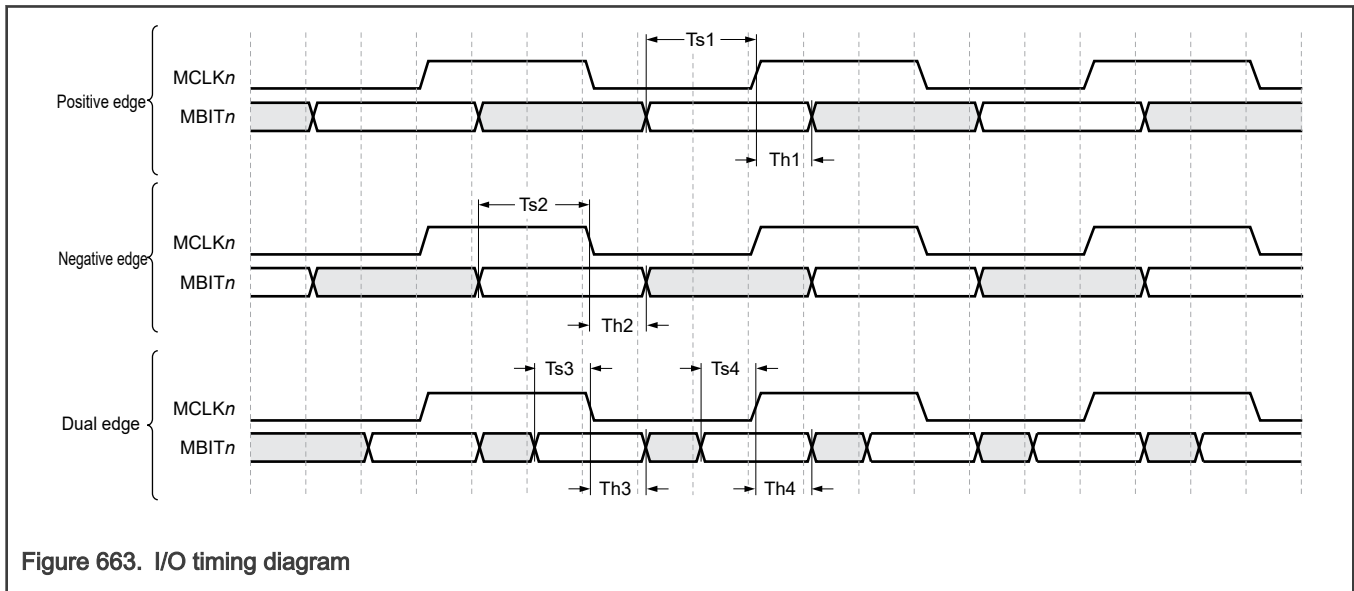 Ts1
MCLKn
Positive edge
MBITn
Th1
Ts2
MCLKn
Negative edge
MBITn
Th2
Ts3
Ts4
MCLKn
Dual edge
MBITn
Th3
Th4
Figure 663. I/O timing diagram